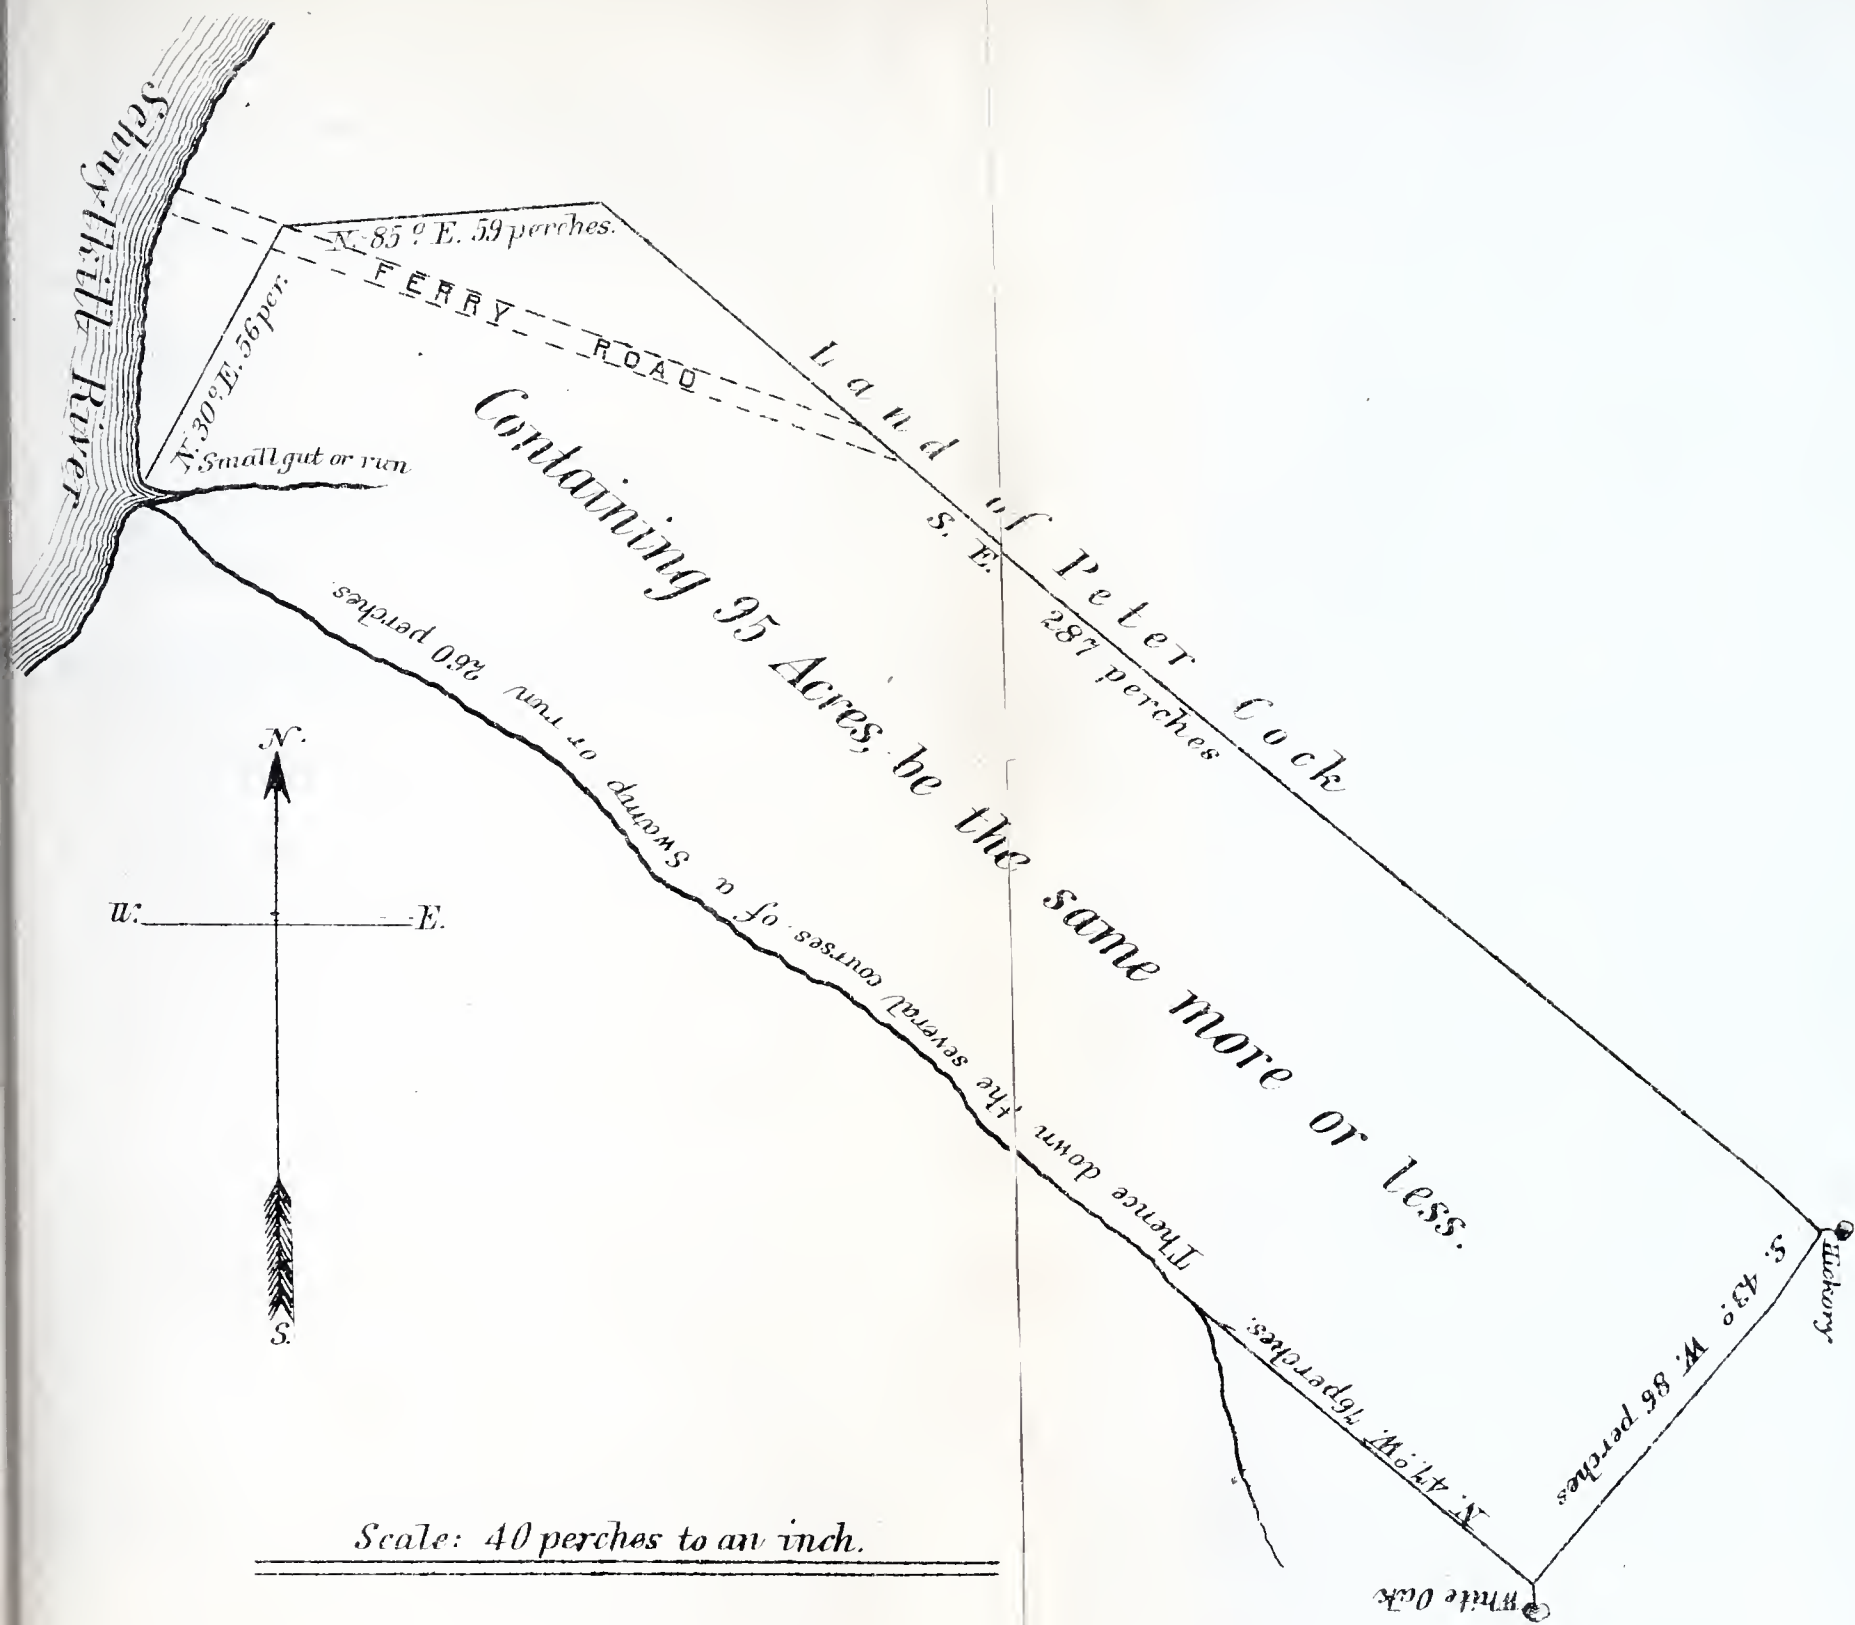 Schuylkill River
N. 85° E. 59 perches.
FERRY ROAD
N. 30° E. 56 per.
Small gut or run
Land of Peter Cock
S. E. 287 perches
Containing 95 Acres, be the same more or less.
Hickory
S. 43° W. 86 perches
White Oak
N. 47° W. 76 perches.
Thence down the several courses of a Swamp or run 260 perches.
N.
W. E.
S.
Scale: 40 perches to an inch.